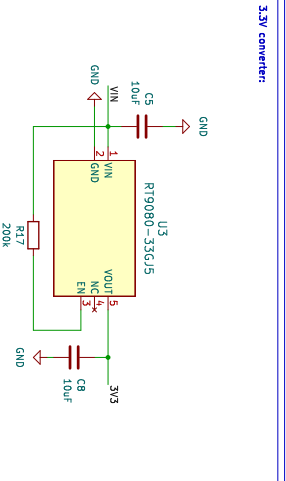 3.3V converter:
GND
VIN
C5
10uF
GND
U3
RT9080-33GJ5
1
VIN
2
GND
R17
200k
VOUT
5
NC
4
EN
3
GND
C8
10uF
3V3